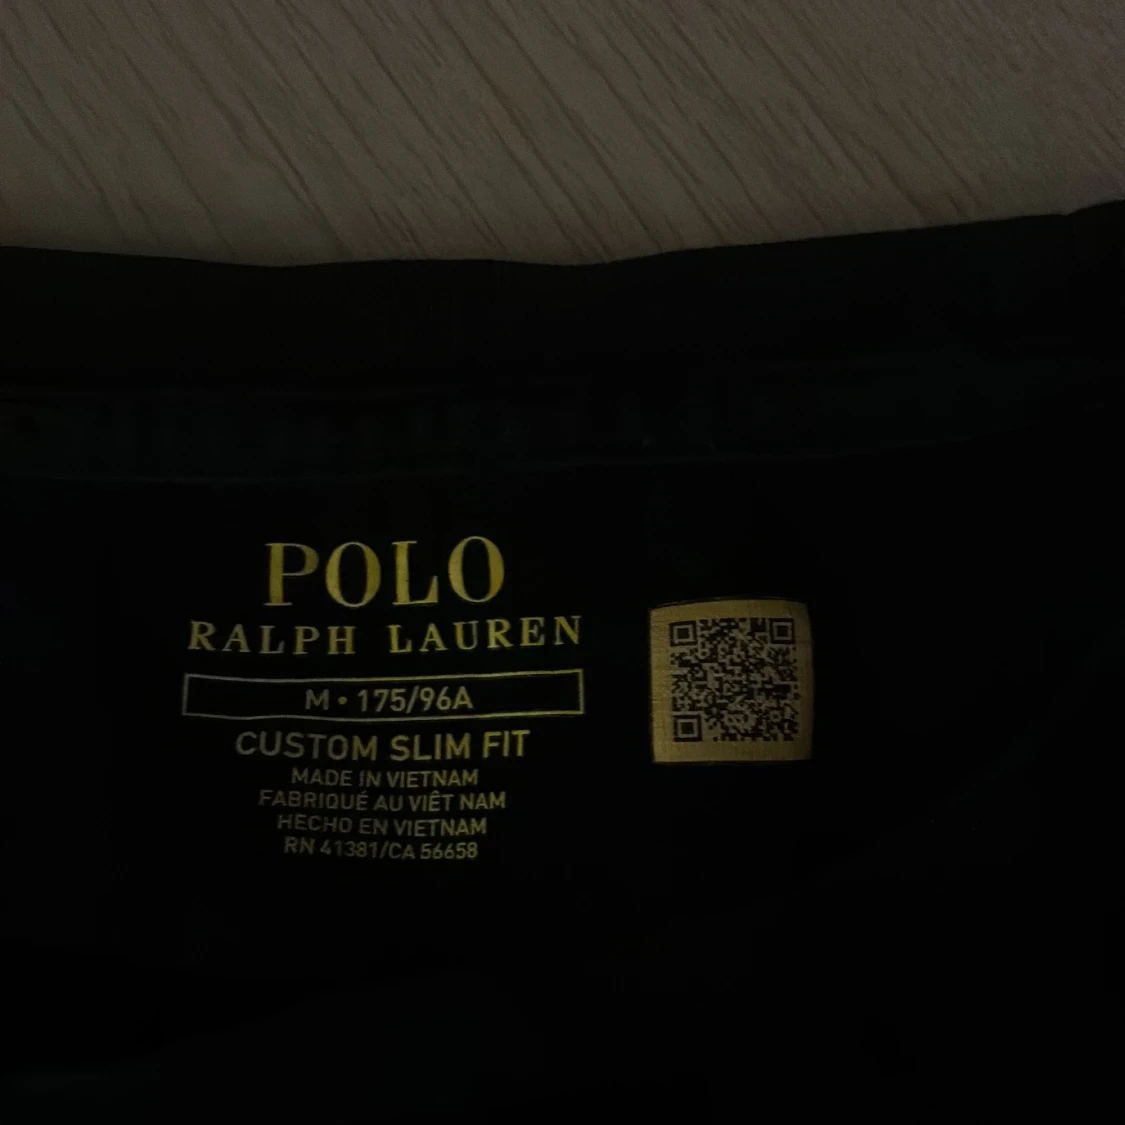 POLO
RALPH LAUREN
M • 175/96A
CUSTOM SLIM FIT
MADE IN VIETNAM
FABRIQUÉ AU VIÊT NAM
HECHO EN VIETNAM
RN 41381/CA 56658